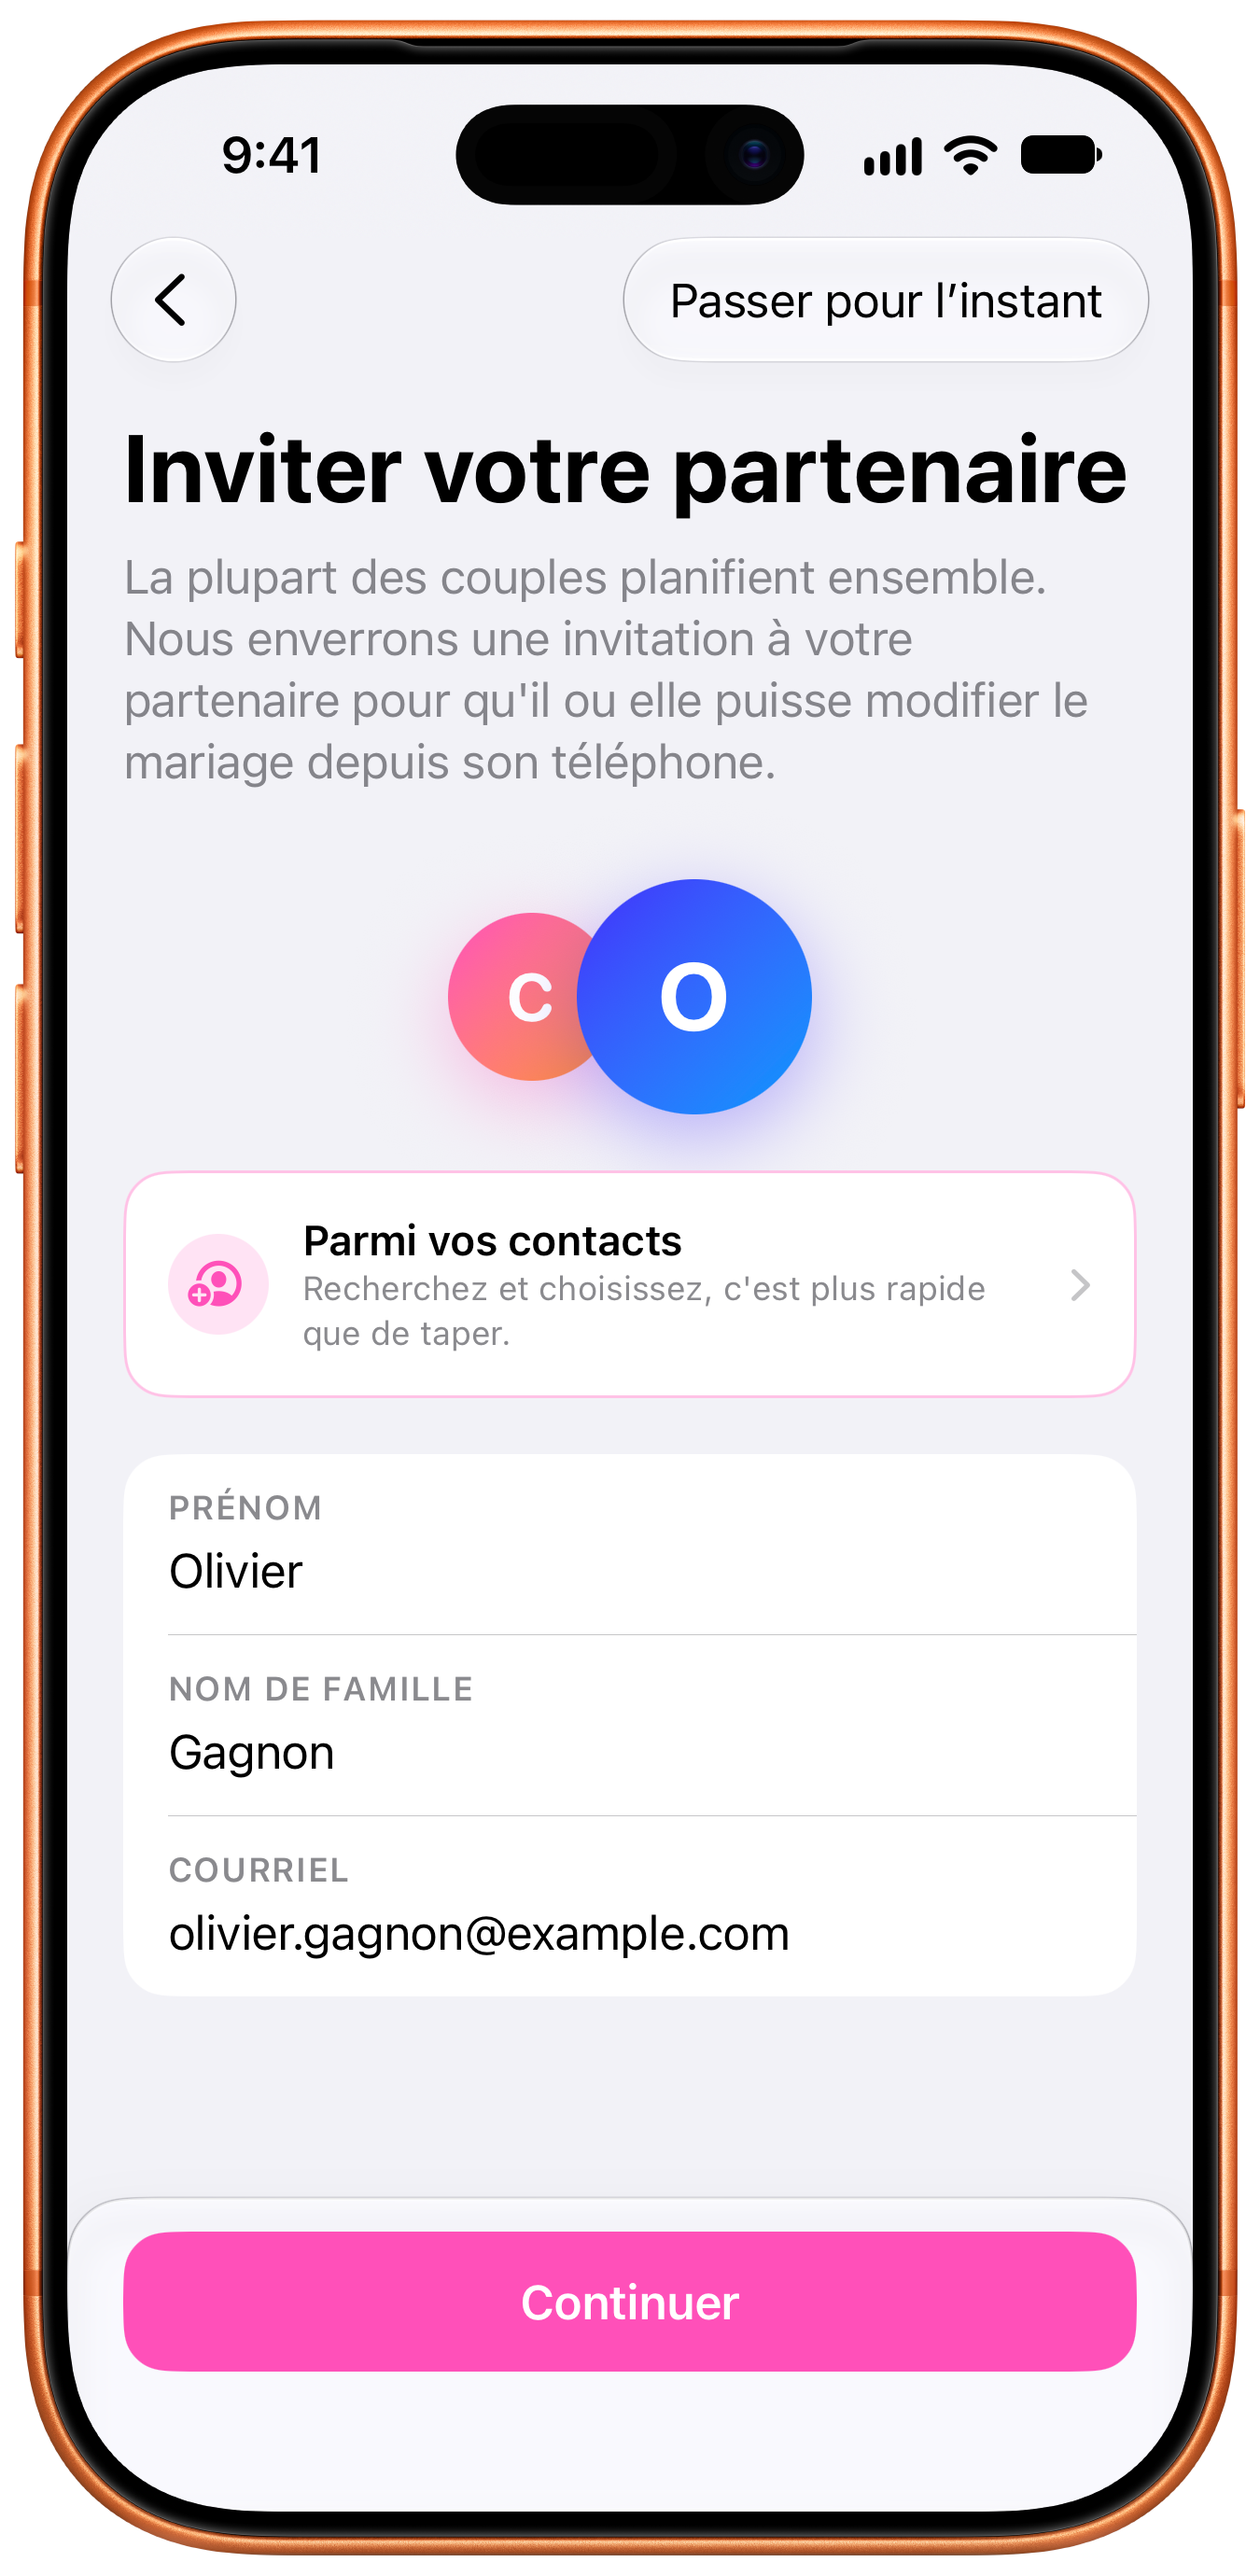 9:41
Passer pour l’instant
Inviter votre partenaire
La plupart des couples planifient ensemble.
Nous enverrons une invitation à votre
partenaire pour qu'il ou elle puisse modifier le
mariage depuis son téléphone.
C
O
Parmi vos contacts
Recherchez et choisissez, c'est plus rapide
que de taper.
PRÉNOM
Olivier
NOM DE FAMILLE
Gagnon
COURRIEL
olivier.gagnon@example.com
Continuer